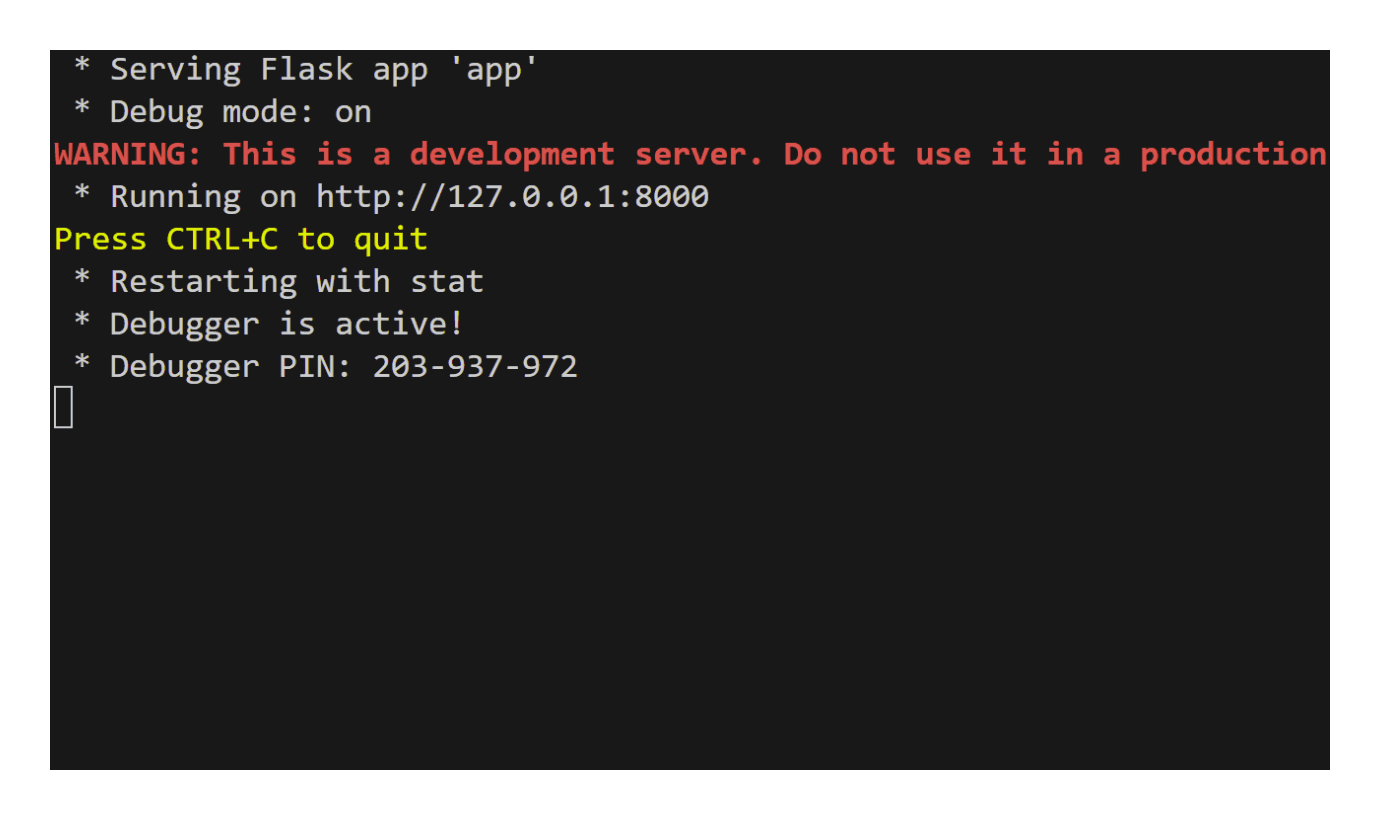 * Serving Flask app 'app'
* Debug mode: on
WARNING: This is a development server. Do not use it in a production
* Running on http://127.0.0.1:8000
Press CTRL+C to quit
* Restarting with stat
* Debugger is active!
* Debugger PIN: 203-937-972